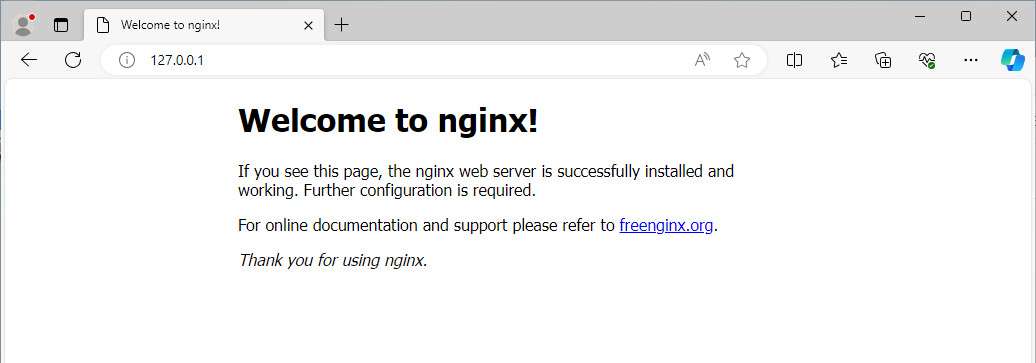 Welcome to nginx!
127.0.0.1
Welcome to nginx!
If you see this page, the nginx web server is successfully installed and
working. Further configuration is required.
For online documentation and support please refer to freenginx.org.
Thank you for using nginx.